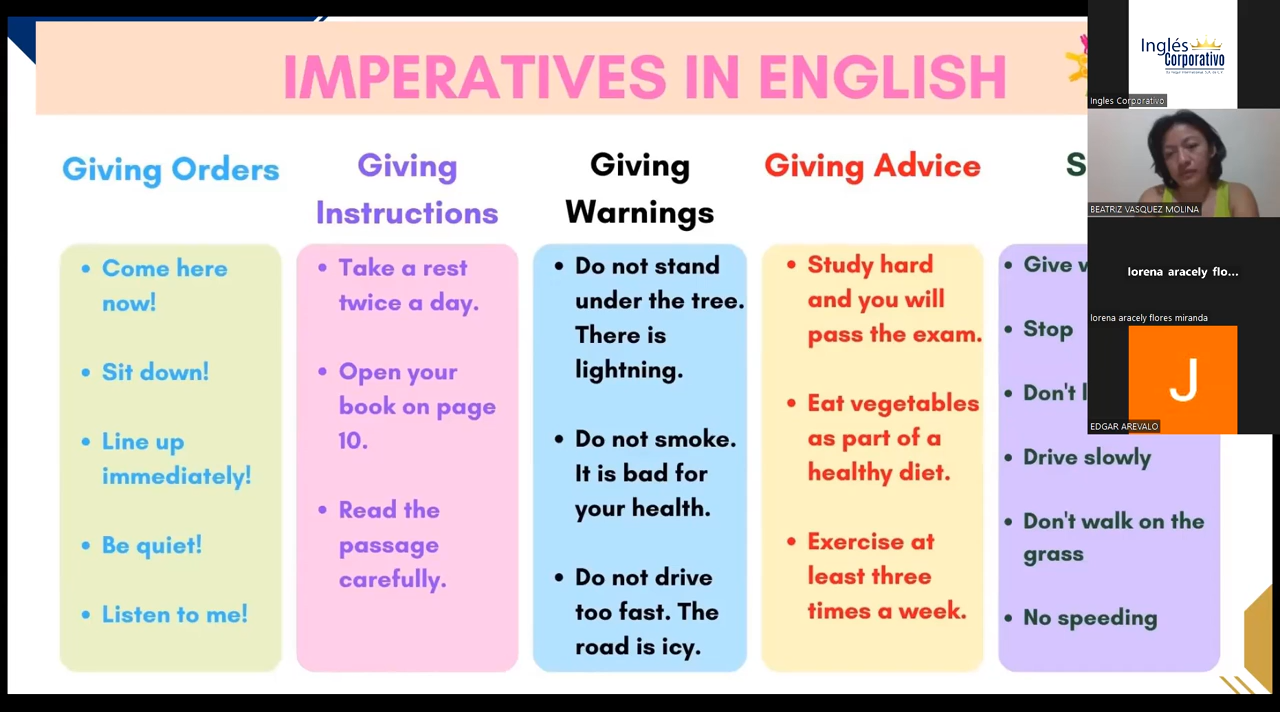 IMPERATIVES IN ENGLISH
Giving Orders
Come here
now!
Sit down!
Line up
immediately!
Be quiet!
Listen to me!
Giving
Instructions
Take a rest
twice a day.
Open your
book on page
10.
Read the
passage
carefully.
Giving
Warnings
Do not stand
under the tree.
There is
lightning.
Do not smoke.
It is bad for
your health.
Do not drive
too fast. The
road is icy.
Giving Advice
Study hard
and you will
pass the exam.
Eat vegetables
as part of a
healthy diet.
Exercise at
least three
times a week.
Give
Stop
Don't
Drive slowly
Don't walk on the
grass
No speeding
Inglés
Corporativo
Ingles Corporativo
BEATRIZ VASQUEZ MOLINA
lorena aracely flo...
lorena aracely flores miranda
J
EDGAR AREVALO